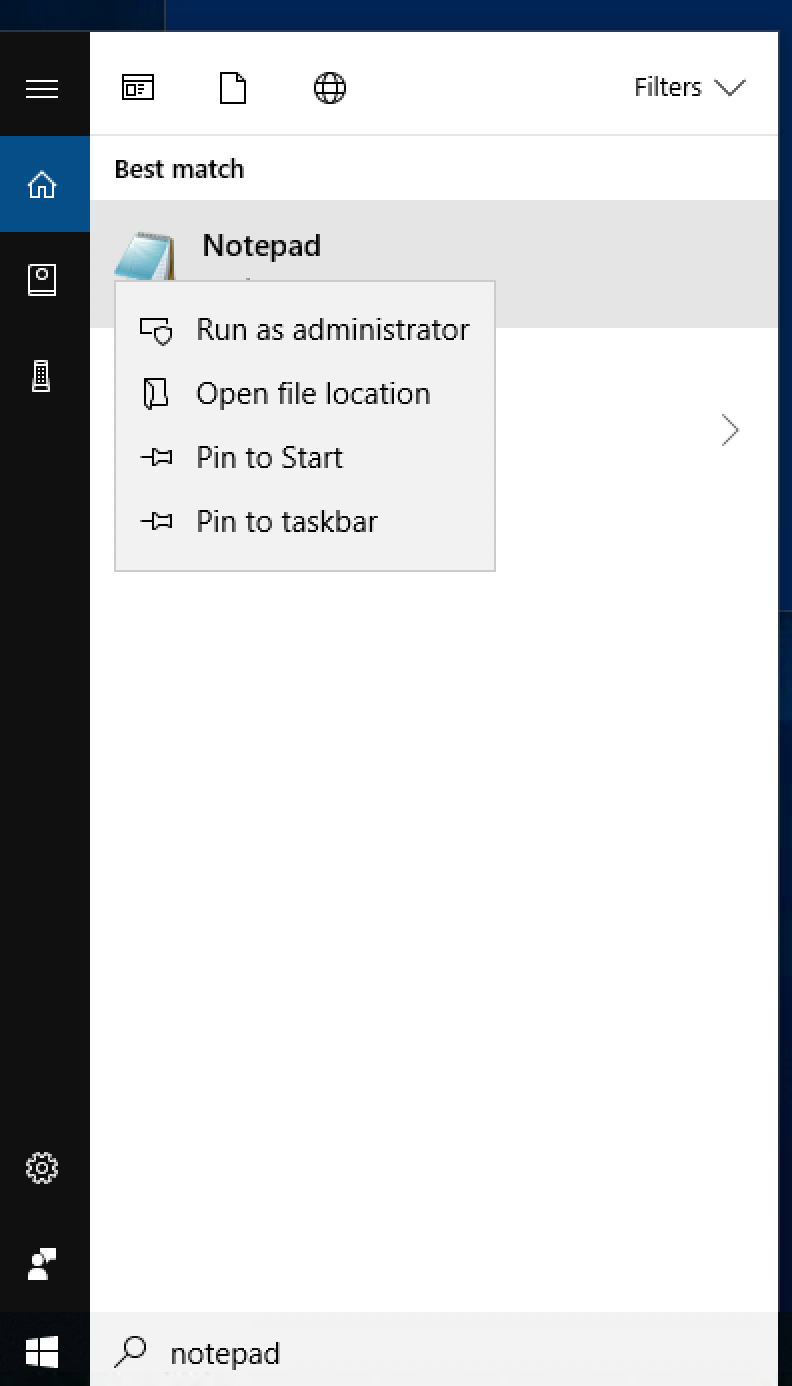 Filters
Best match
Notepad
Run as administrator
Open file location
Pin to Start
Pin to taskbar
notepad